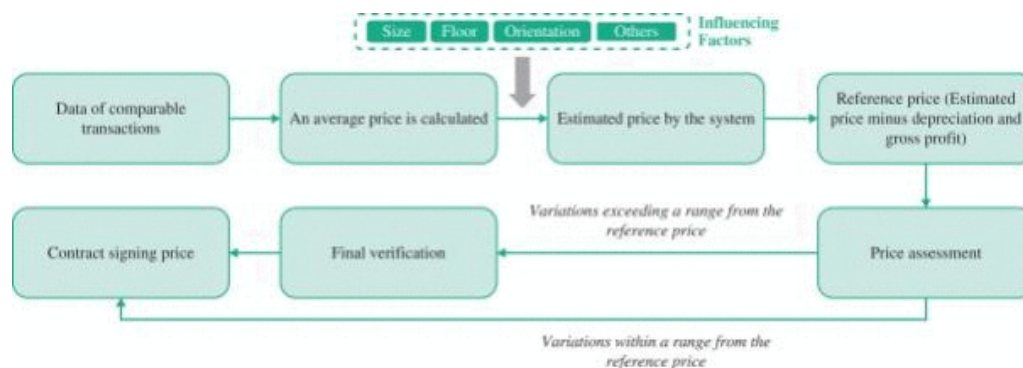 Size Floor Orientation Others
Influencing
Factors
Data of comparable
transactions
An average price is calculated
Estimated price by the system
Reference price (Estimated
price minus depreciation and
gross profit)
Variations exceeding a range from the
reference price
Contract signing price
Final verification
Price assessment
Variations within a range from the
reference price